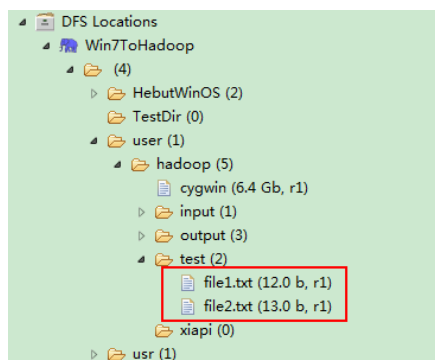 DFS Locations
Win7ToHadoop
(4)
HebutWinOS (2)
TestDir (0)
user (1)
hadoop (5)
cygwin (6.4 Gb, r1)
input (1)
output (3)
test (2)
file1.txt (12.0 b, r1)
file2.txt (13.0 b, r1)
xiapi (0)
usr (1)